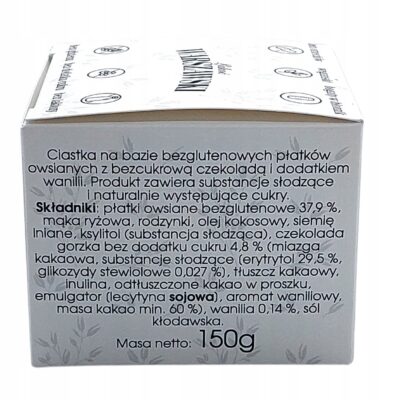 Ciastka na bazie bezglutenowych płatków
owsianych z bezcukrową czekoladą i dodatkiem
wanilii. Produkt zawiera substancje słodzące
i naturalnie występujące cukry.
Składniki: płatki owsiane bezglutenowe 37,9 %,
mąka ryżowa, rodzynki, olej kokosowy, siemię
lniane, ksylitol (substancja słodząca), czekolada
gorzka bez dodatku cukru 4,8 % (miazga
kakaowa, substancje słodzące (erytrytol 29,5 %,
glikozydy stewiolowe 0,027 %), tłuszcz kakaowy,
inulina, odtłuszczone kakao w proszku,
emulgator (lecytyna sojowa), aromat waniliowy,
masa kakao min. 60 %), wanilia 0,14 %, sól
kłodawska.
Masa netto: 150g